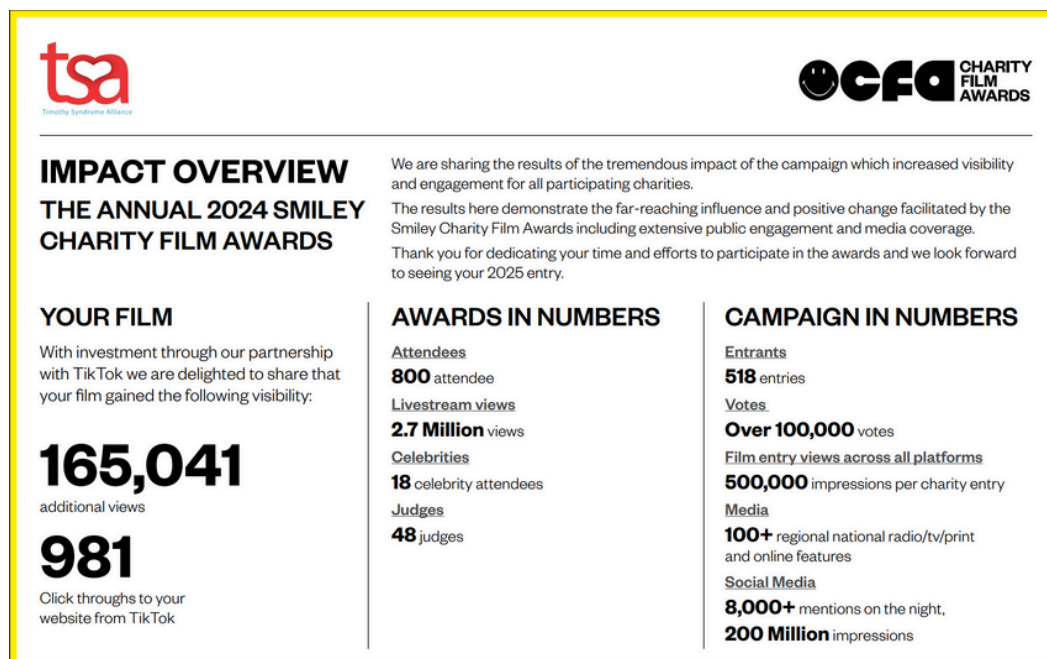 tsa
Timothy Syndrome Alliance
cfa
CHARITY
FILM
AWARDS
IMPACT OVERVIEW
THE ANNUAL 2024 SMILEY
CHARITY FILM AWARDS
We are sharing the results of the tremendous impact of the campaign which increased visibility
and engagement for all participating charities.
The results here demonstrate the far-reaching influence and positive change facilitated by the
Smiley Charity Film Awards including extensive public engagement and media coverage.
Thank you for dedicating your time and efforts to participate in the awards and we look forward
to seeing your 2025 entry.
YOUR FILM
With investment through our partnership
with TikTok we are delighted to share that
your film gained the following visibility:
165,041
additional views
981
Click throughs to your
website from TikTok
AWARDS IN NUMBERS
Attendees
800 attendee
Livestream views
2.7 Million views
Celebrities
18 celebrity attendees
Judges
48 judges
CAMPAIGN IN NUMBERS
Entrants
518 entries
Votes
Over 100,000 votes
Film entry views across all platforms
500,000 impressions per charity entry
Media
100+ regional national radio/tv/print
and online features
Social Media
8,000+ mentions on the night,
200 Million impressions